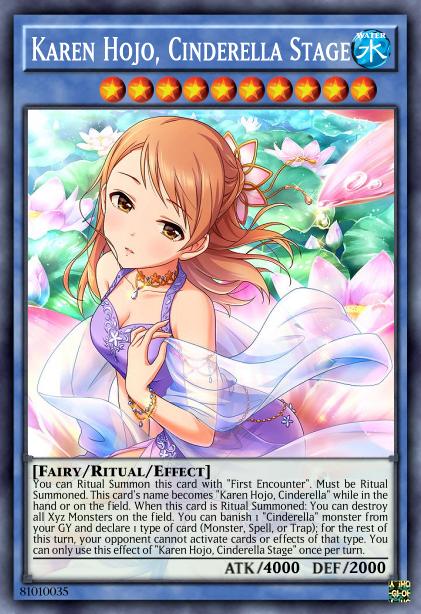 Karen Hojo, Cinderella Stage
WATER
水
[Fairy/Ritual/Effect]
You can Ritual Summon this card with "First Encounter". Must be Ritual
Summoned. This card's name becomes "Karen Hojo, Cinderella" while in the
hand or on the field. When this card is Ritual Summoned: You can destroy
all Xyz Monsters on the field. You can banish 1 "Cinderella" monster from
your GY and declare 1 type of card (Monster, Spell, or Trap); for the rest of
this turn, your opponent cannot activate cards or effects of that type. You
can only use this effect of "Karen Hojo, Cinderella Stage" once per turn.
ATK/4000 DEF/2000
81010035